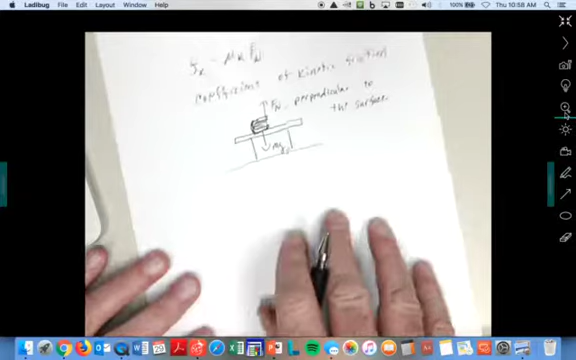 Ladibug File Edit Layout Window Help
100% Thu 10:58 AM
fk = μk FN
coefficient of kinetic friction
FN - perpendicular to
the surface
mg